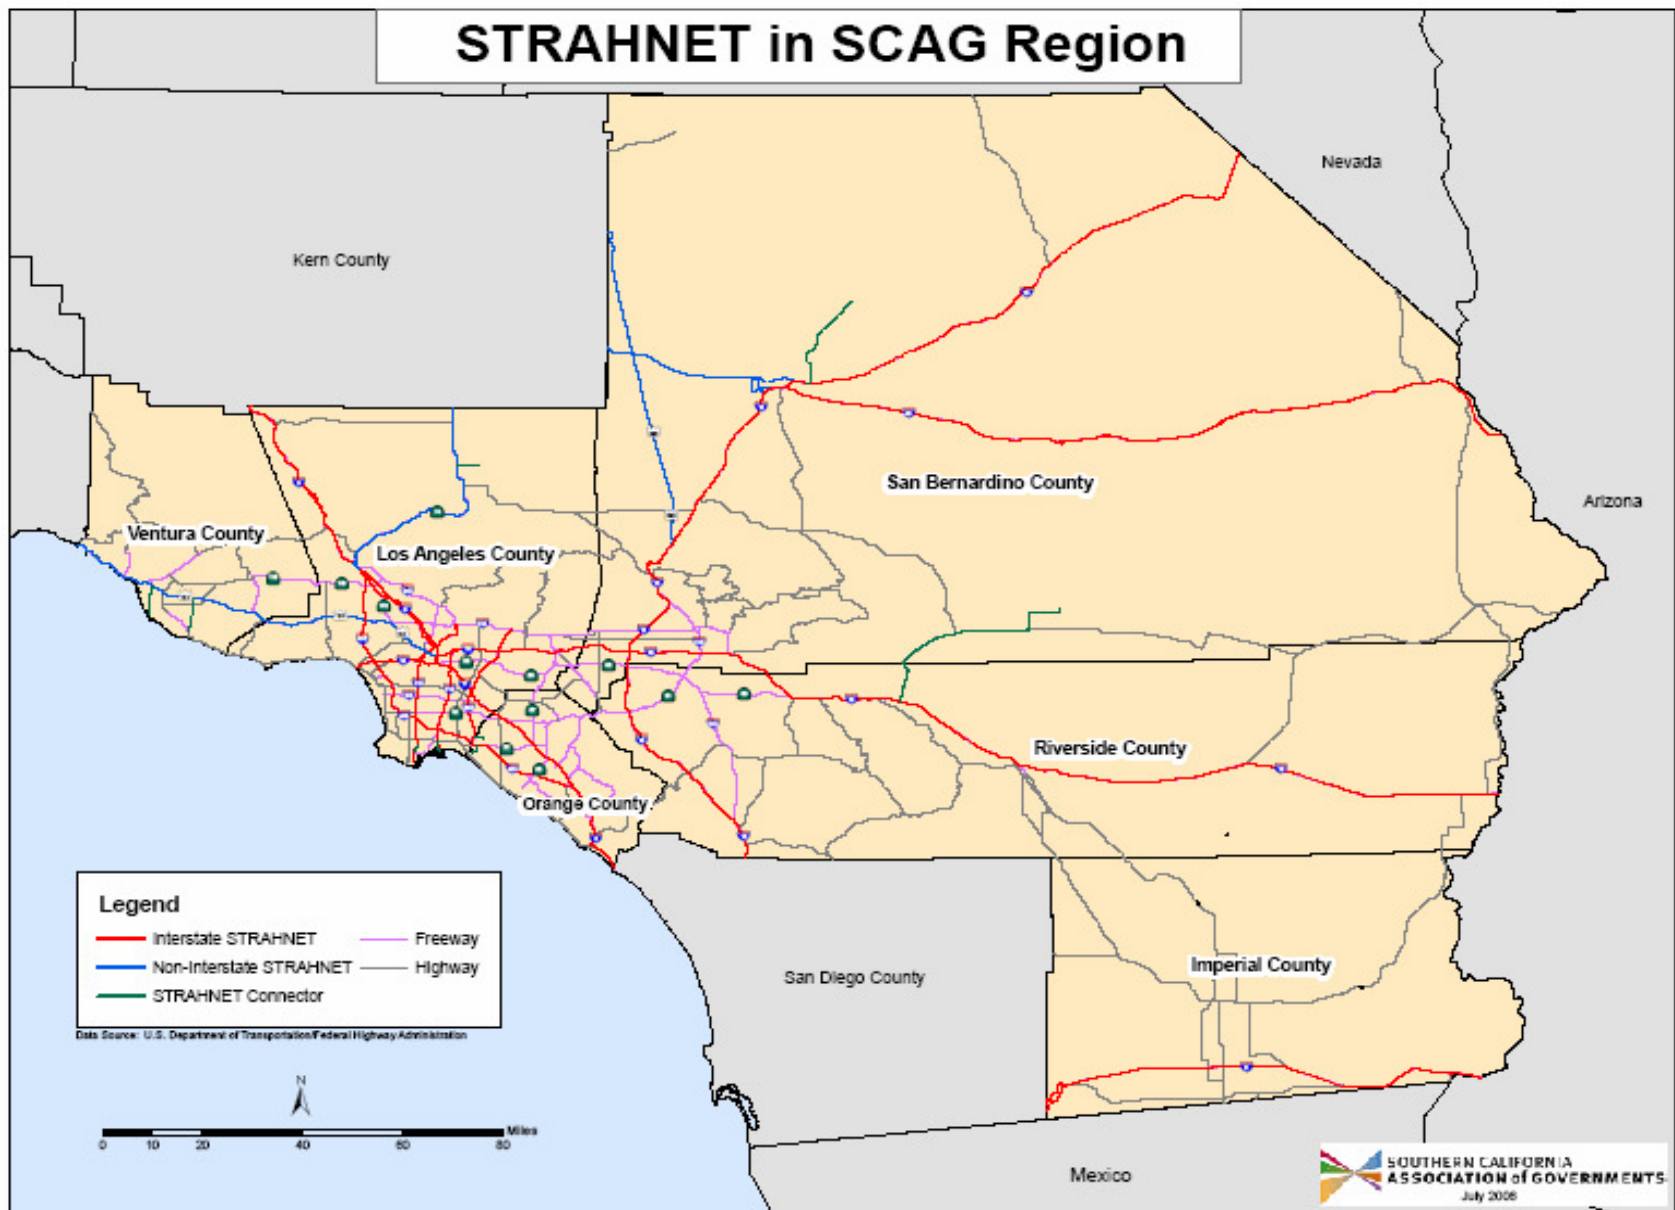 STRAHNET in SCAG Region
Nevada
Kern County
San Bernardino County
Arizona
Ventura County
Los Angeles County
Riverside County
Orange County
Legend
Interstate STRAHNET
Freeway
Non-Interstate STRAHNET
Highway
STRAHNET Connector
San Diego County
Imperial County
Data Source: U.S. Department of Transportation/Federal Highway Administration
N
Miles
0 10 20 40 60 80
Mexico
SOUTHERN CALIFORNIA
ASSOCIATION of GOVERNMENTS